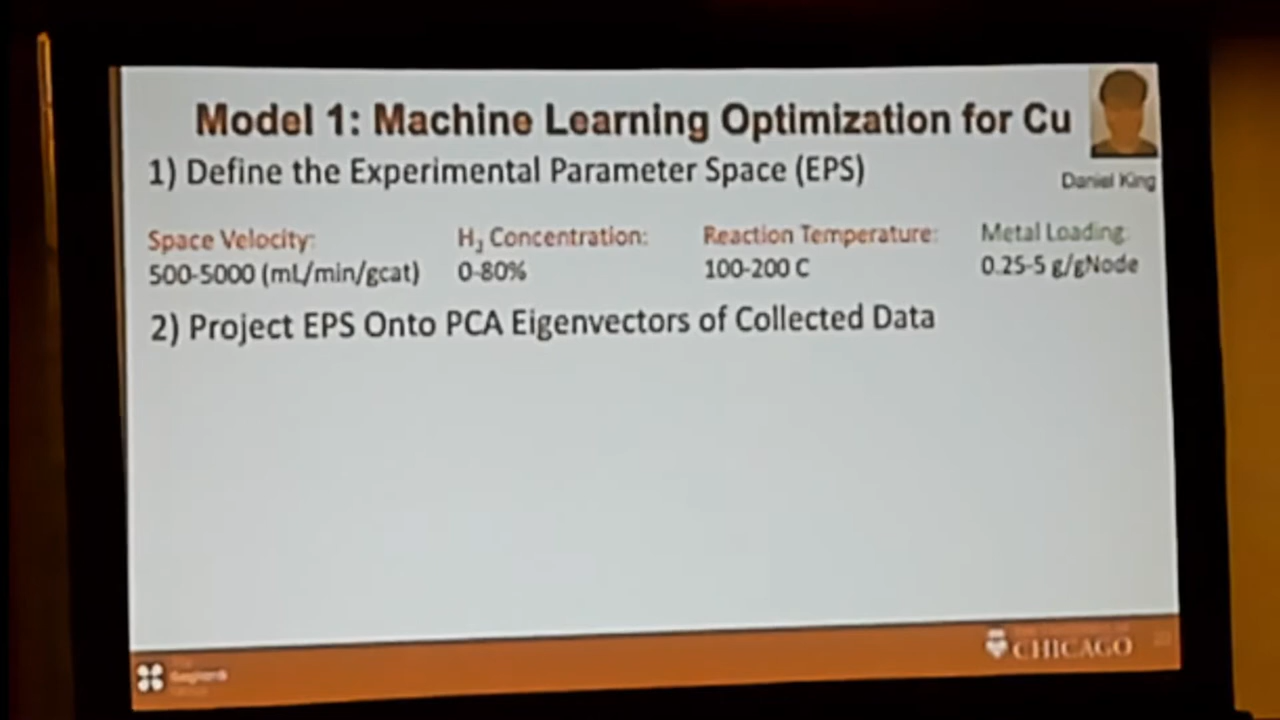 Model 1: Machine Learning Optimization for Cu
1) Define the Experimental Parameter Space (EPS)
Daniel King
Space Velocity: H₂ Concentration: Reaction Temperature: Metal Loading:
500-5000 (mL/min/gcat) 0-80% 100-200 C 0.25-5 g/gNode
2) Project EPS Onto PCA Eigenvectors of Collected Data
CHICAGO